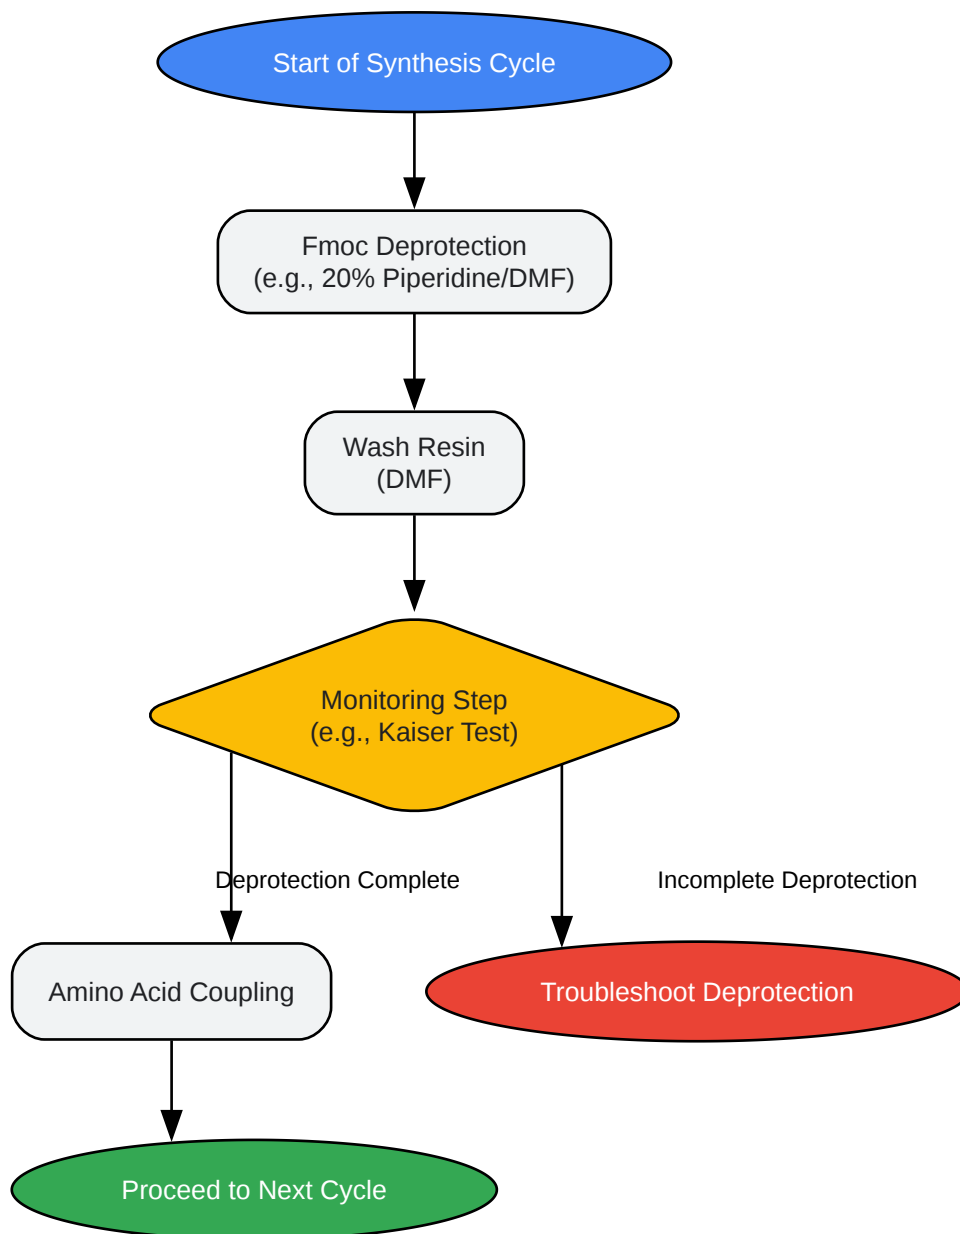 Start of Synthesis Cycle
Fmoc Deprotection
(e.g., 20% Piperidine/DMF)
Wash Resin
(DMF)
Monitoring Step
(e.g., Kaiser Test)
Deprotection Complete
Incomplete Deprotection
Amino Acid Coupling
Troubleshoot Deprotection
Proceed to Next Cycle